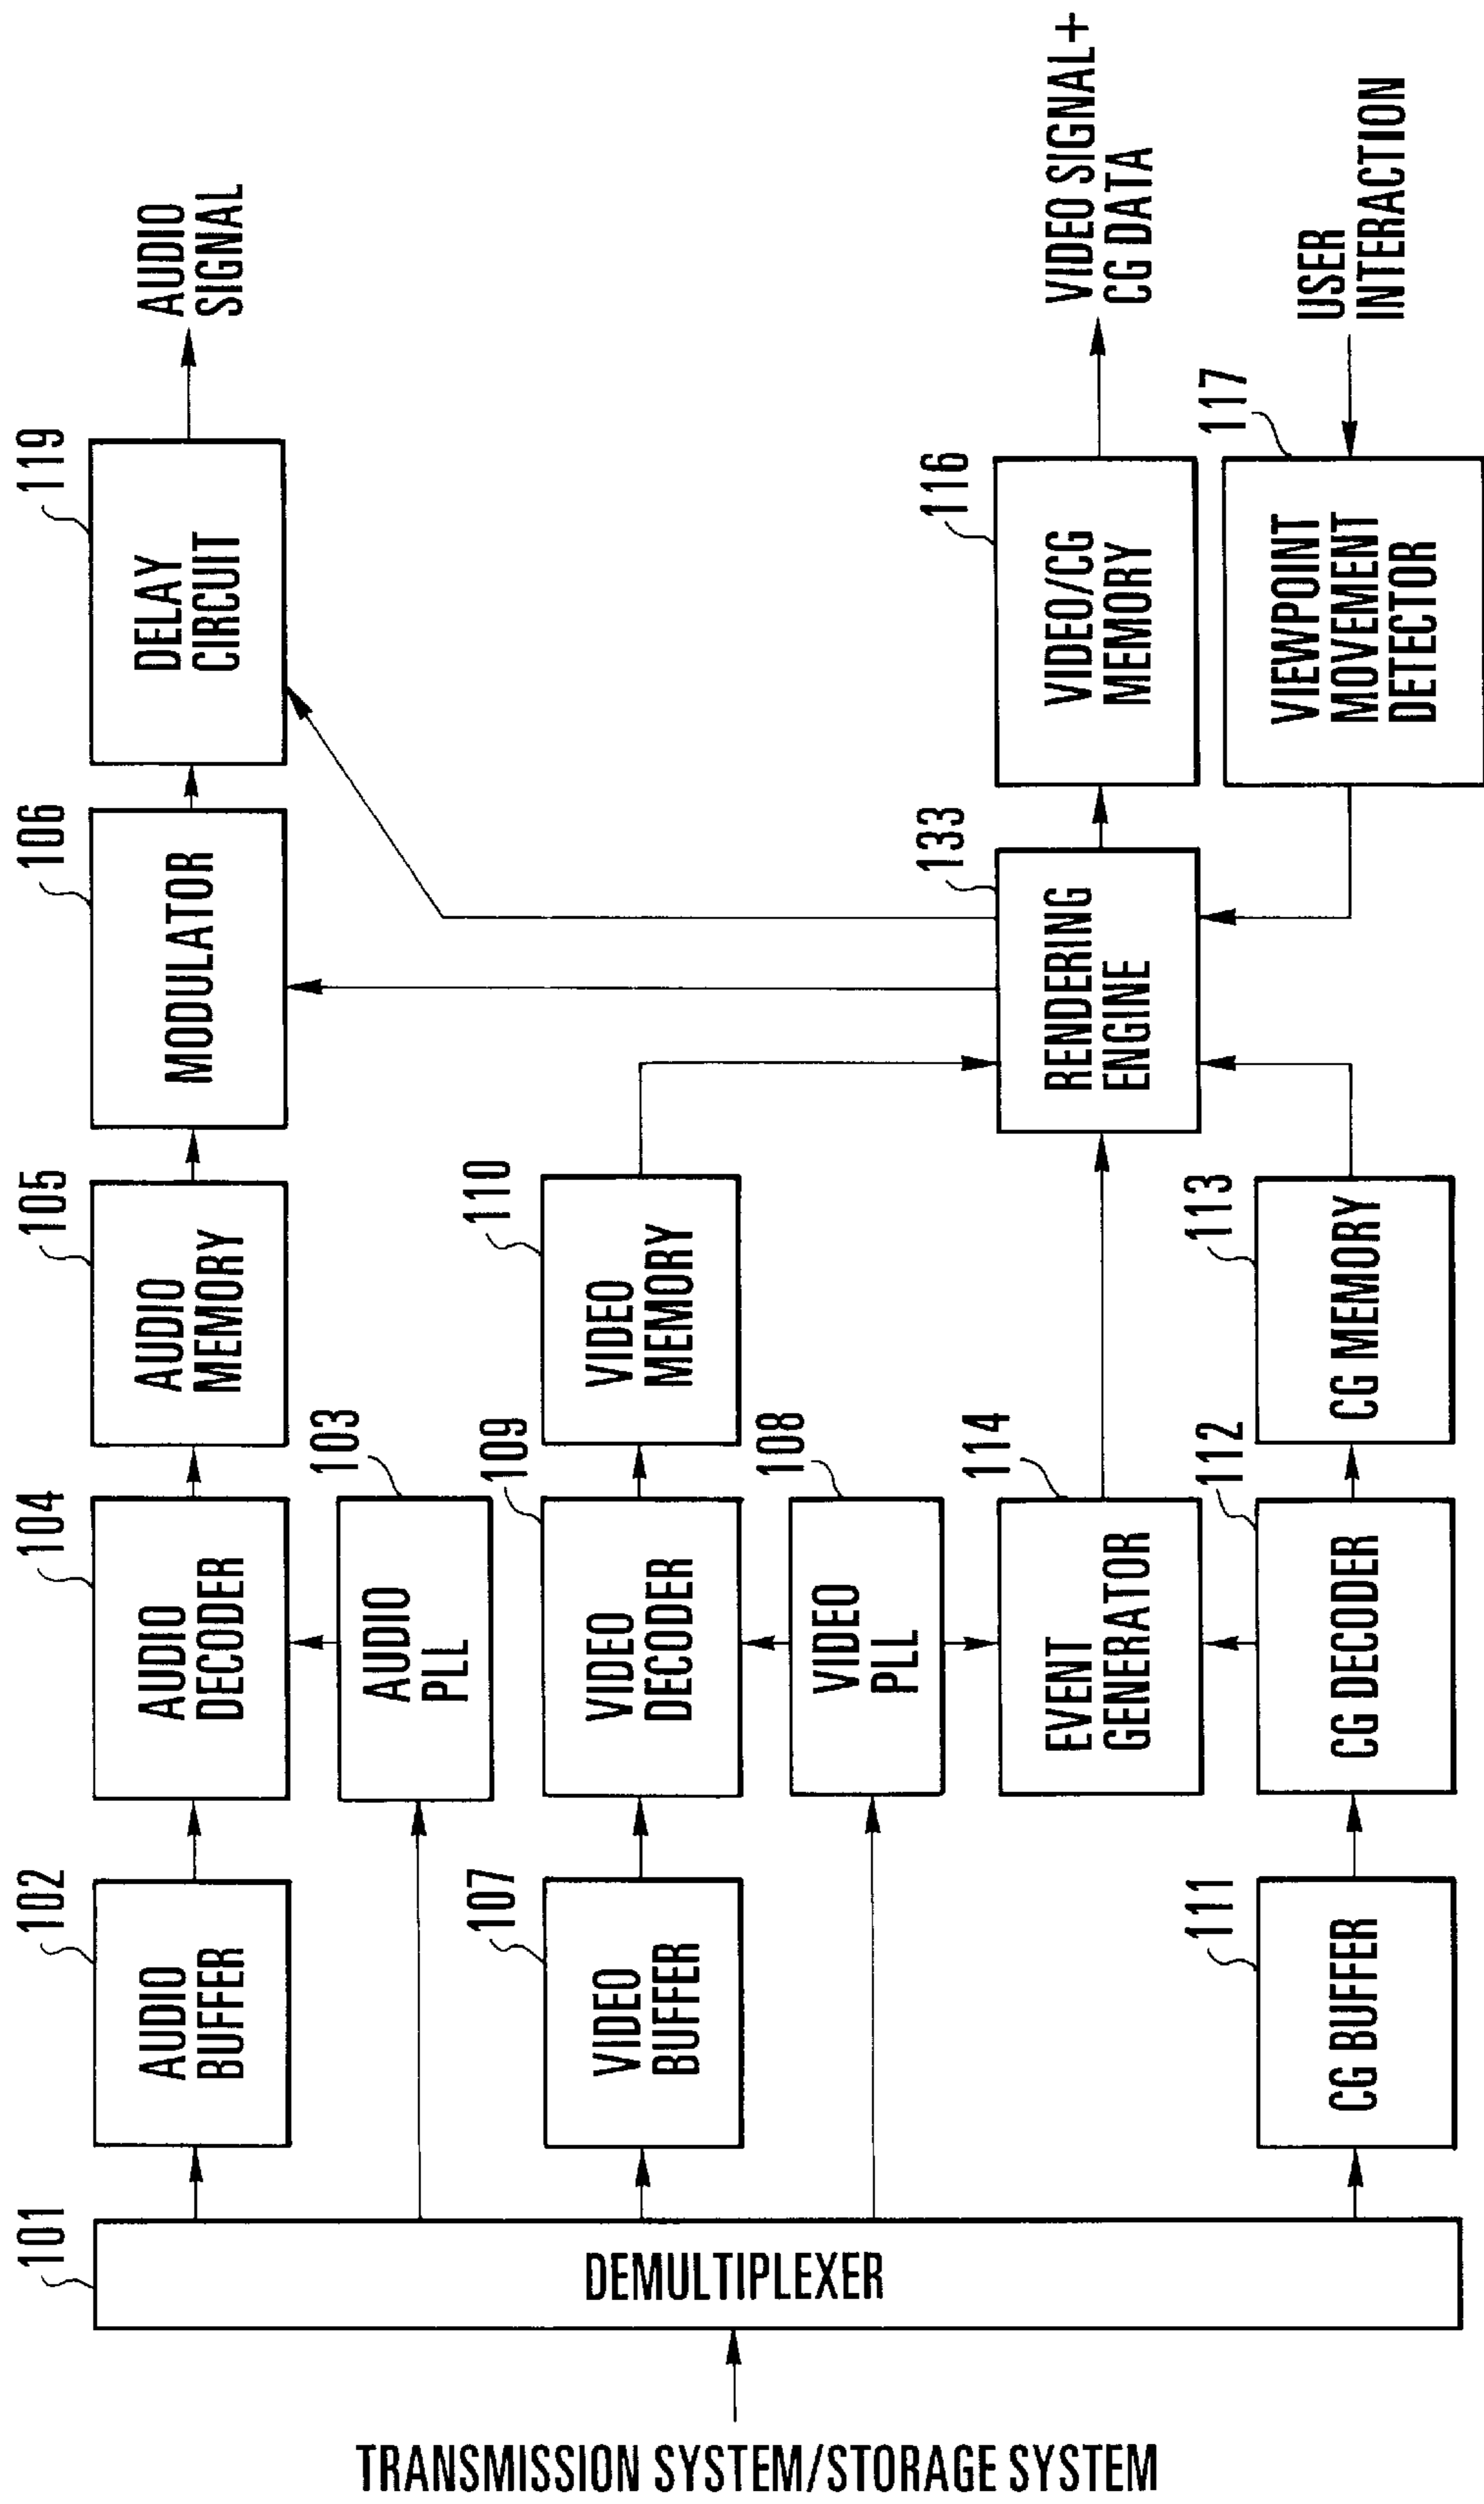 TRANSMISSION SYSTEM/STORAGE SYSTEM
101
DEMULTIPLEXER
102
AUDIO
BUFFER
104
AUDIO
DECODER
105
AUDIO
MEMORY
106
MODULATOR
119
DELAY
CIRCUIT
AUDIO
SIGNAL
103
AUDIO
PLL
107
VIDEO
BUFFER
109
VIDEO
DECODER
110
VIDEO
MEMORY
108
VIDEO
PLL
114
EVENT
GENERATOR
133
RENDERING
ENGINE
116
VIDEO/CG
MEMORY
VIDEO SIGNAL+
CG DATA
111
CG BUFFER
112
CG DECODER
113
CG MEMORY
117
VIEWPOINT
MOVEMENT
DETECTOR
USER
INTERACTION